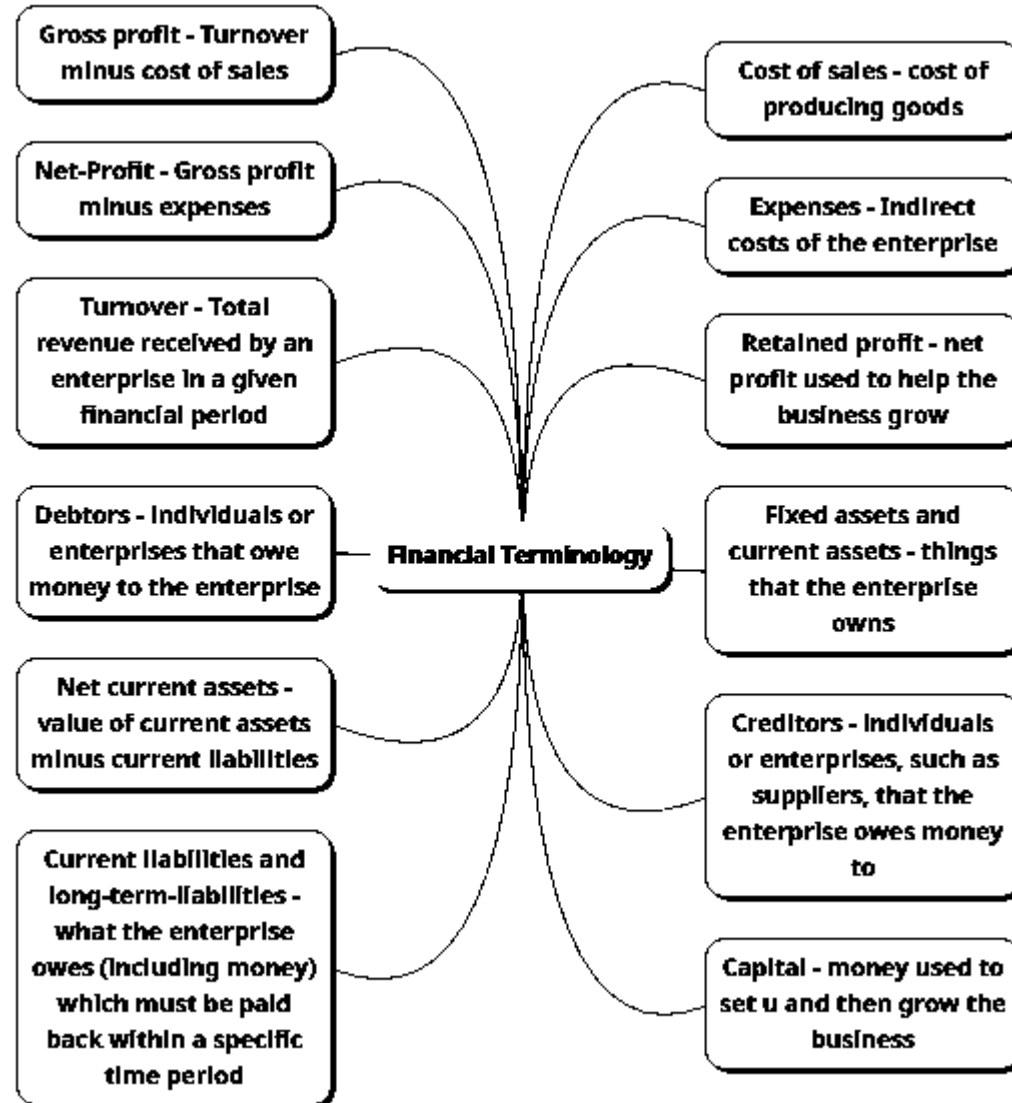 Gross profit - Turnover
minus cost of sales
Net-Profit - Gross profit
minus expenses
Turnover - Total
revenue received by an
enterprise in a given
financial period
Debtors - individuals or
enterprises that owe
money to the enterprise
Net current assets -
value of current assets
minus current liabilities
Current liabilities and
long-term-liabilities -
what the enterprise
owes (including money)
which must be paid
back within a specific
time period
Financial Terminology
Cost of sales - cost of
producing goods
Expenses - Indirect
costs of the enterprise
Retained profit - net
profit used to help the
business grow
Fixed assets and
current assets - things
that the enterprise
owns
Creditors - individuals
or enterprises, such as
suppliers, that the
enterprise owes money
to
Capital - money used to
set u and then grow the
business